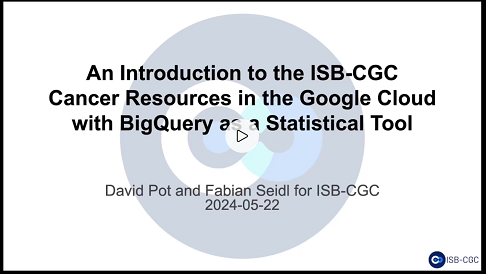 An Introduction to the ISB-CGC
Cancer Resources in the Google Cloud
with BigQuery as a Statistical Tool
David Pot and Fabian Seidl for ISB-CGC
2024-05-22
ISB-CGC